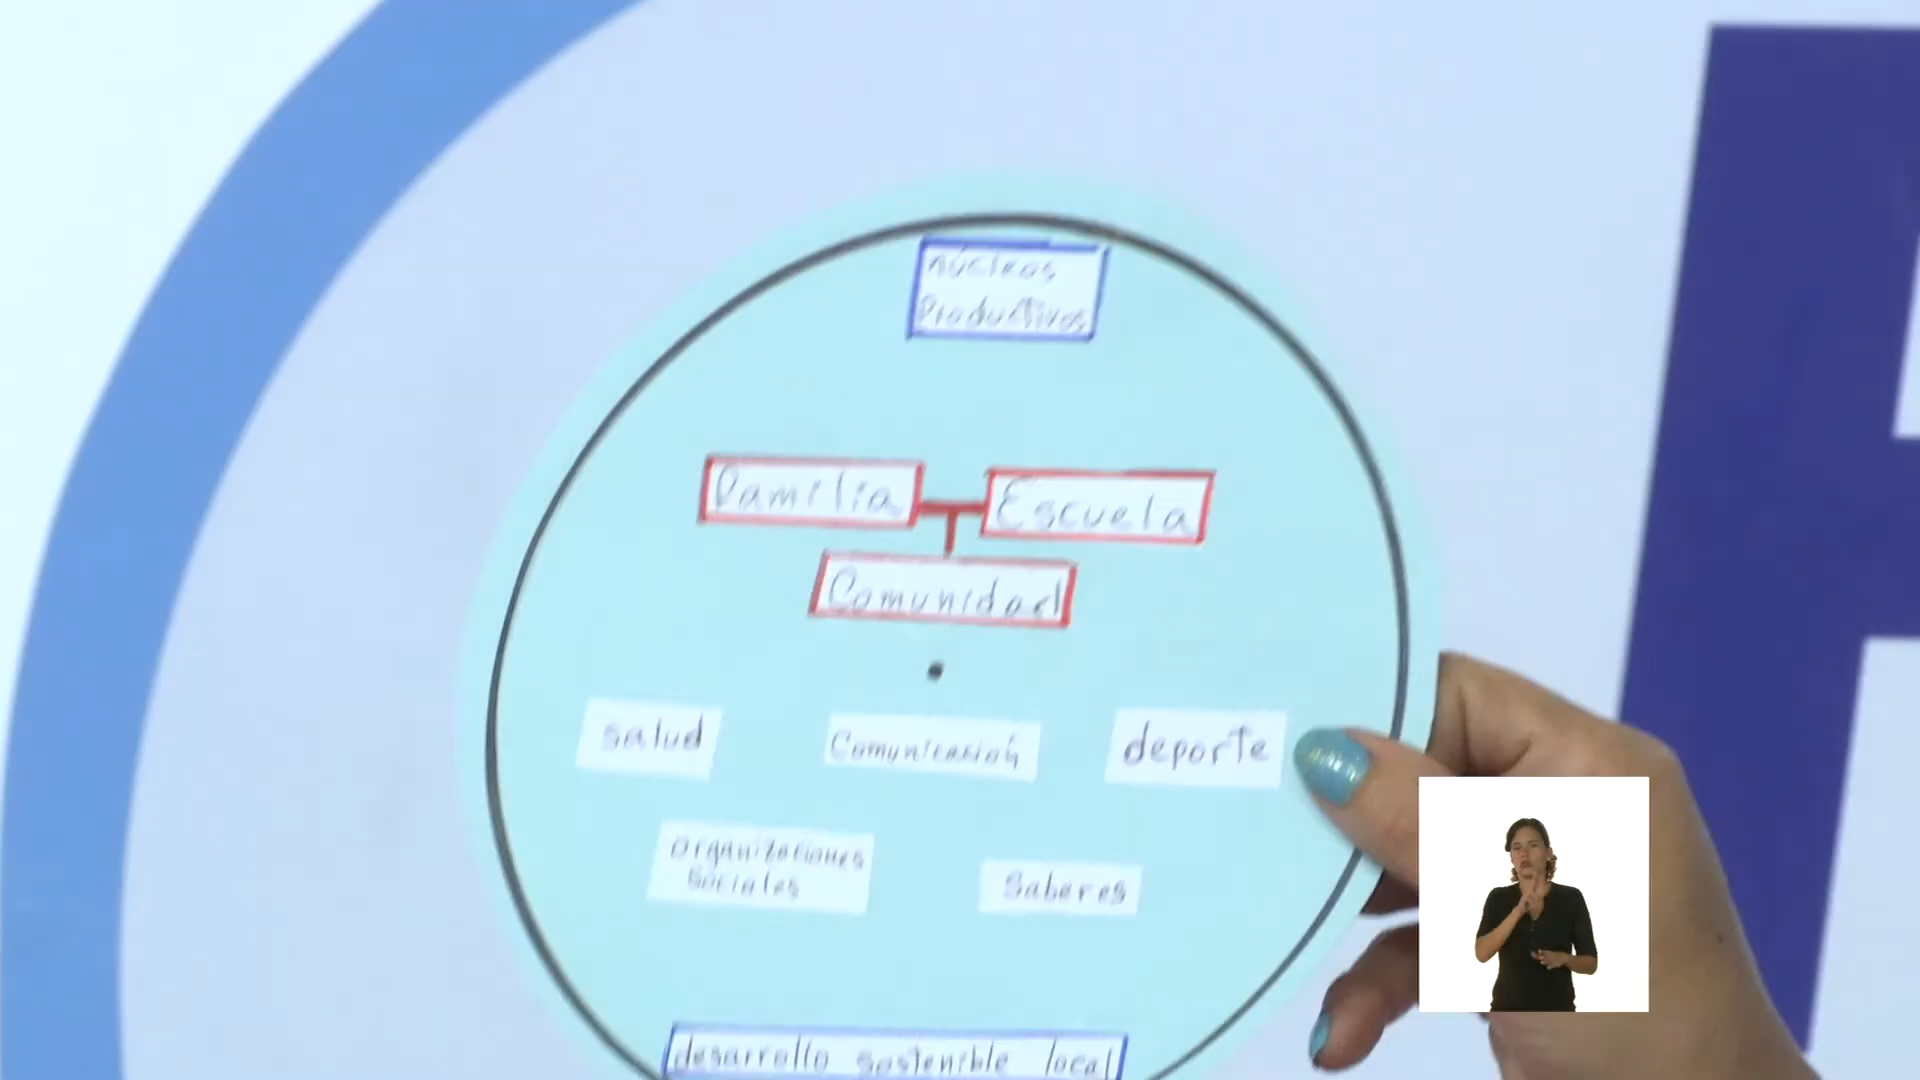 núcleos
Productivos
Familia
Escuela
Comunidad
salud
Comunicación
deporte
organizaciones
sociales
Saberes
desarrollo sostenible local